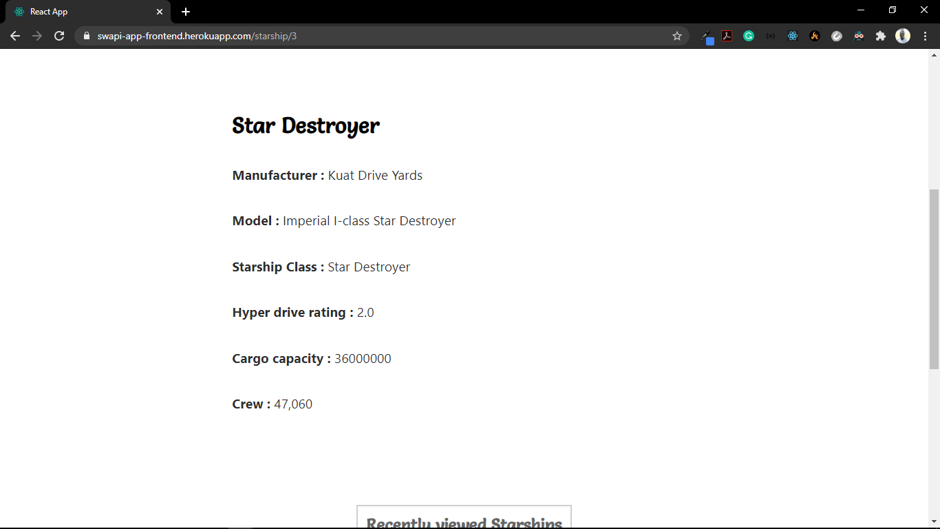 React App
swapi-app-frontend.herokuapp.com/starship/3
Star Destroyer
Manufacturer : Kuat Drive Yards
Model : Imperial I-class Star Destroyer
Starship Class : Star Destroyer
Hyper drive rating : 2.0
Cargo capacity : 36000000
Crew : 47,060
Recently viewed Starships